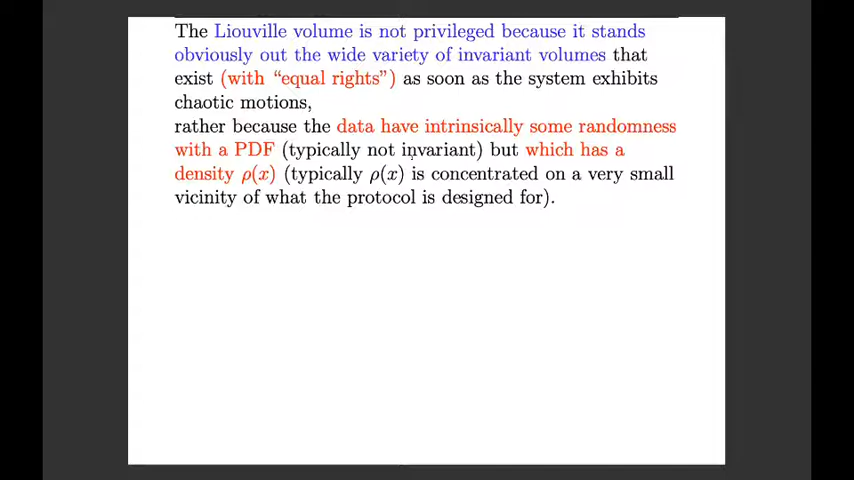 The Liouville volume is not privileged because it stands
obviously out the wide variety of invariant volumes that
exist (with “equal rights”) as soon as the system exhibits
chaotic motions,
rather because the data have intrinsically some randomness
with a PDF (typically not invariant) but which has a
density ρ(x) (typically ρ(x) is concentrated on a very small
vicinity of what the protocol is designed for).